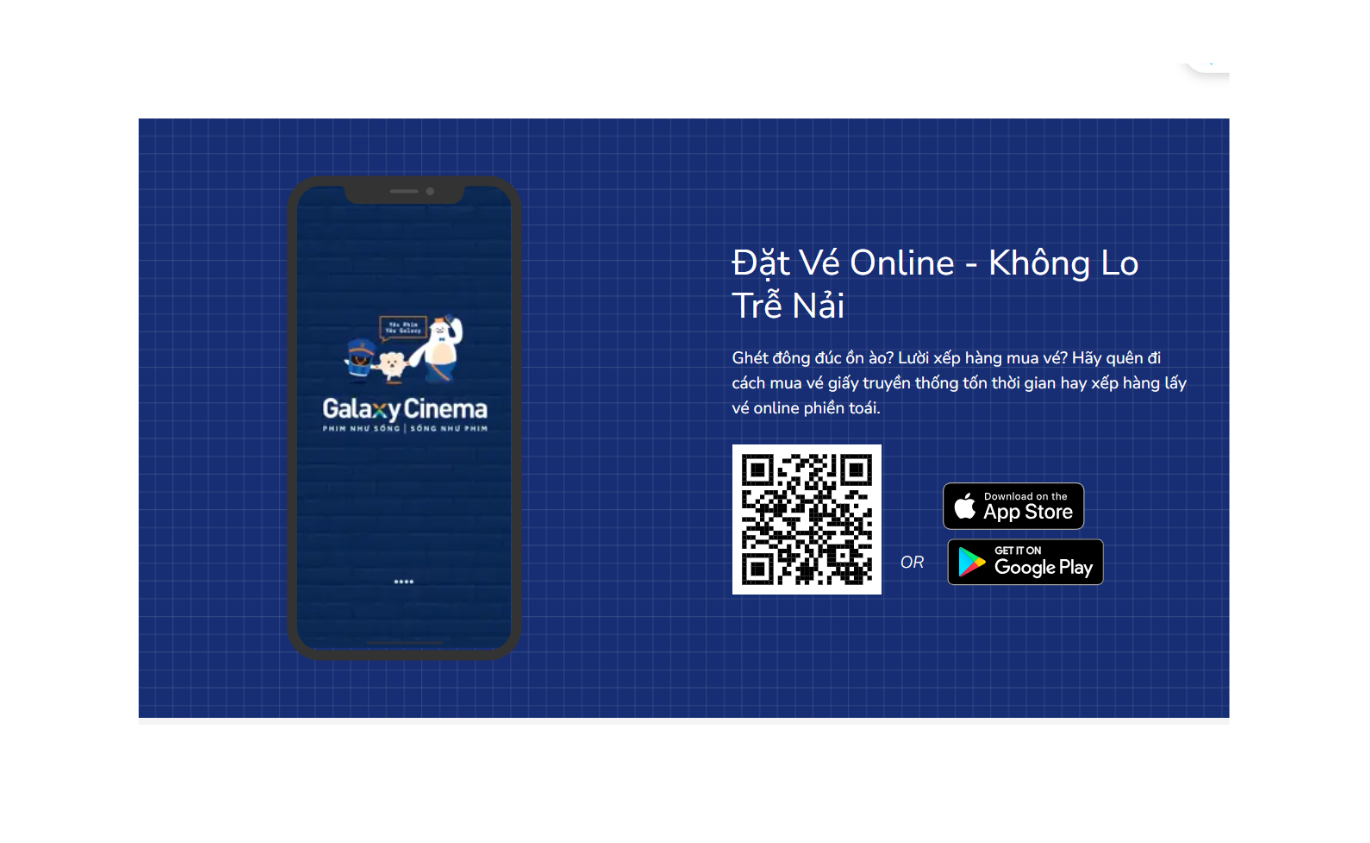 Yêu Phim
Yêu Galaxy
Galaxy Cinema
PHIM NHƯ SỐNG | SỐNG NHƯ PHIM
Đặt Vé Online - Không Lo
Trễ Nải
Ghét đông đúc ồn ào? Lười xếp hàng mua vé? Hãy quên đi
cách mua vé giấy truyền thống tốn thời gian hay xếp hàng lấy
vé online phiền toái.
OR
Download on the
App Store
GET IT ON
Google Play